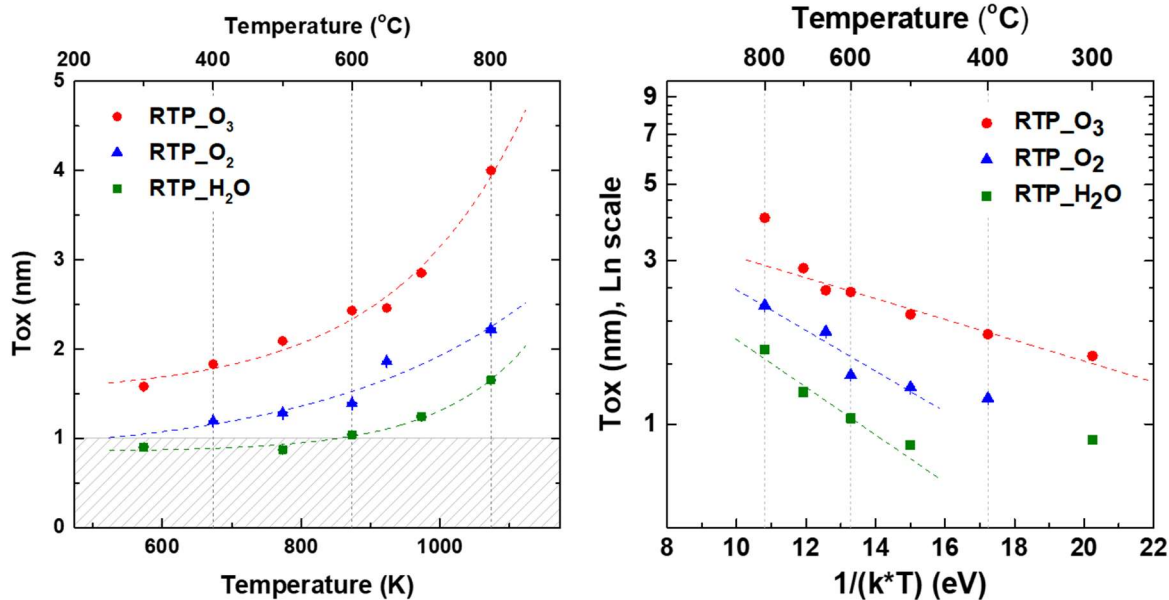 Temperature (°C)
200 400 600 800
5
4
3
2
1
0
Tox (nm)
RTP_O₃
RTP_O₂
RTP_H₂O
600 800 1000
Temperature (K)
Temperature (°C)
800 600 400 300
9
7
5
3
1
Tox (nm), Ln scale
RTP_O₃
RTP_O₂
RTP_H₂O
8 10 12 14 16 18 20 22
1/(k*T) (eV)